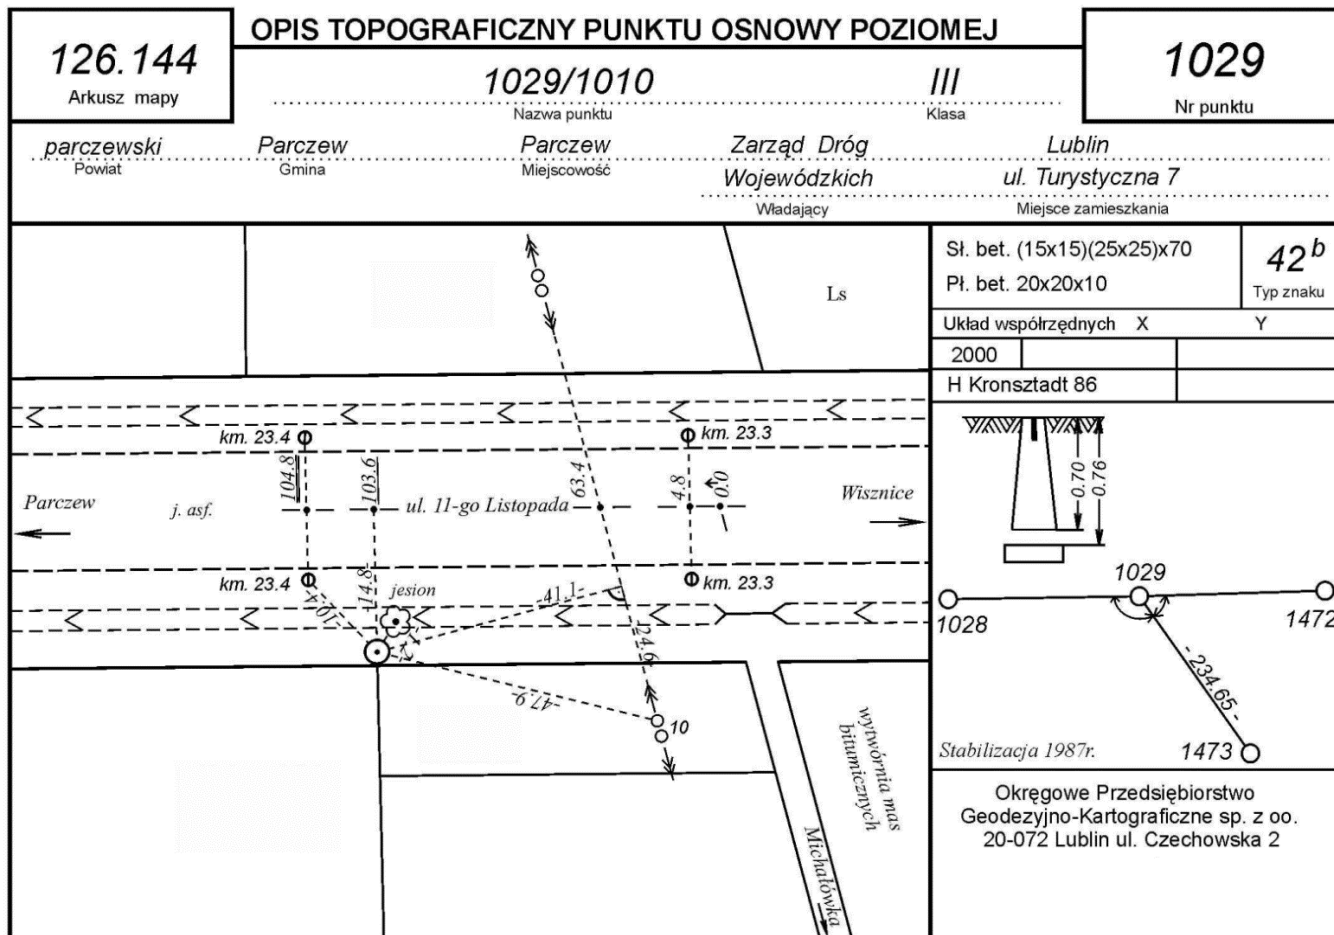 OPIS TOPOGRAFICZNY PUNKTU OSNOWY POZIOMEJ
126.144
Arkusz mapy
1029/1010
Nazwa punktu
III
Klasa
1029
Nr punktu
parczewski
Powiat
Parczew
Gmina
Parczew
Miejscowość
Zarząd Dróg
Wojewódzkich
Władający
Lublin
ul. Turystyczna 7
Miejsce zamieszkania
Ls
km. 23.4
km. 23.3
104.8
103.6
63.4
4.8
0.0
Parczew
j. asf.
ul. 11-go Listopada
Wisznice
km. 23.4
14.8
jesion
41.1
km. 23.3
24.6
47.9
10
wytwórnia mas
bitumicznych
Michałówka
Sł. bet. (15x15)(25x25)x70
Pł. bet. 20x20x10
42b
Typ znaku
Układ współrzędnych X Y
2000
H Kronsztadt 86
0.70
0.76
1029
1028
1472
- 234.65 -
1473
Stabilizacja 1987r.
Okręgowe Przedsiębiorstwo
Geodezyjno-Kartograficzne sp. z oo.
20-072 Lublin ul. Czechowska 2